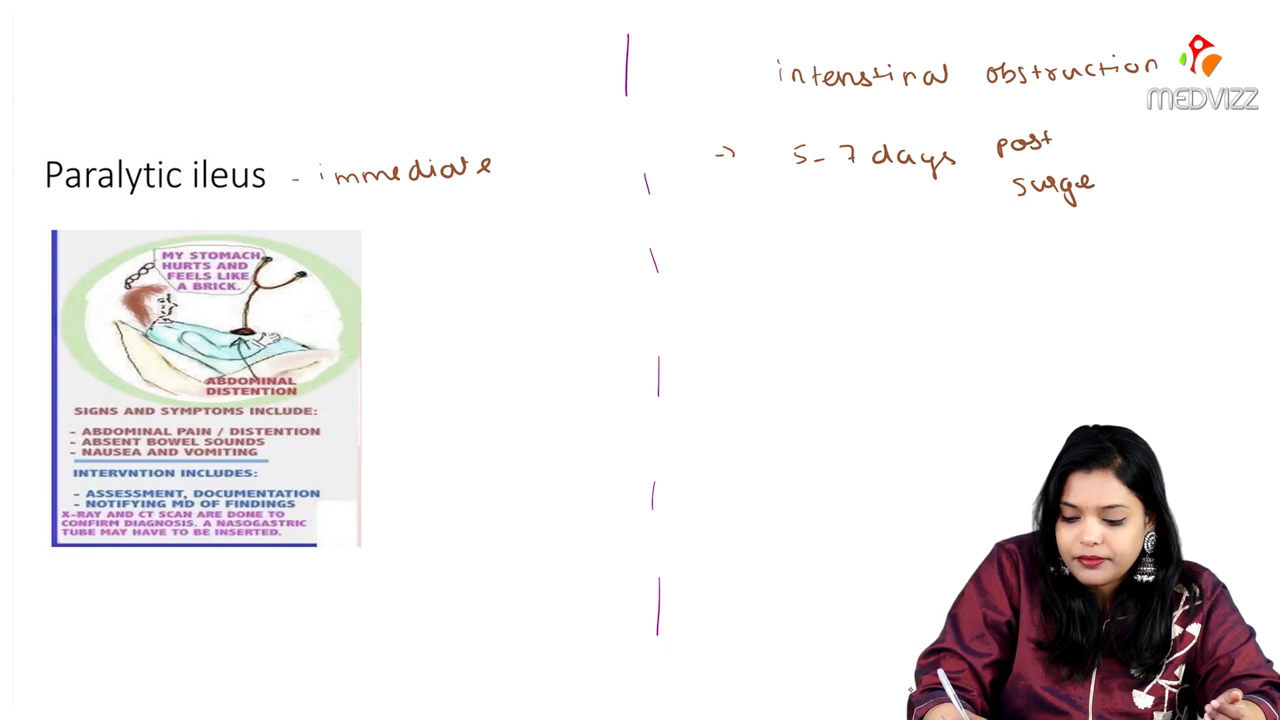 intenstinal obstruction
MEDVIZZ
Paralytic ileus - immediate
→ 5-7 days post
surge
MY STOMACH
HURTS AND
FEELS LIKE
A BRICK.
ABDOMINAL
DISTENTION
SIGNS AND SYMPTOMS INCLUDE:
- ABDOMINAL PAIN / DISTENTION
- ABSENT BOWEL SOUNDS
- NAUSEA AND VOMITING
INTERVNTION INCLUDES:
- ASSESSMENT, DOCUMENTATION
- NOTIFYING MD OF FINDINGS
X-RAY AND CT SCAN ARE DONE TO
CONFIRM DIAGNOSIS. A NASOGASTRIC
TUBE MAY HAVE TO BE INSERTED.